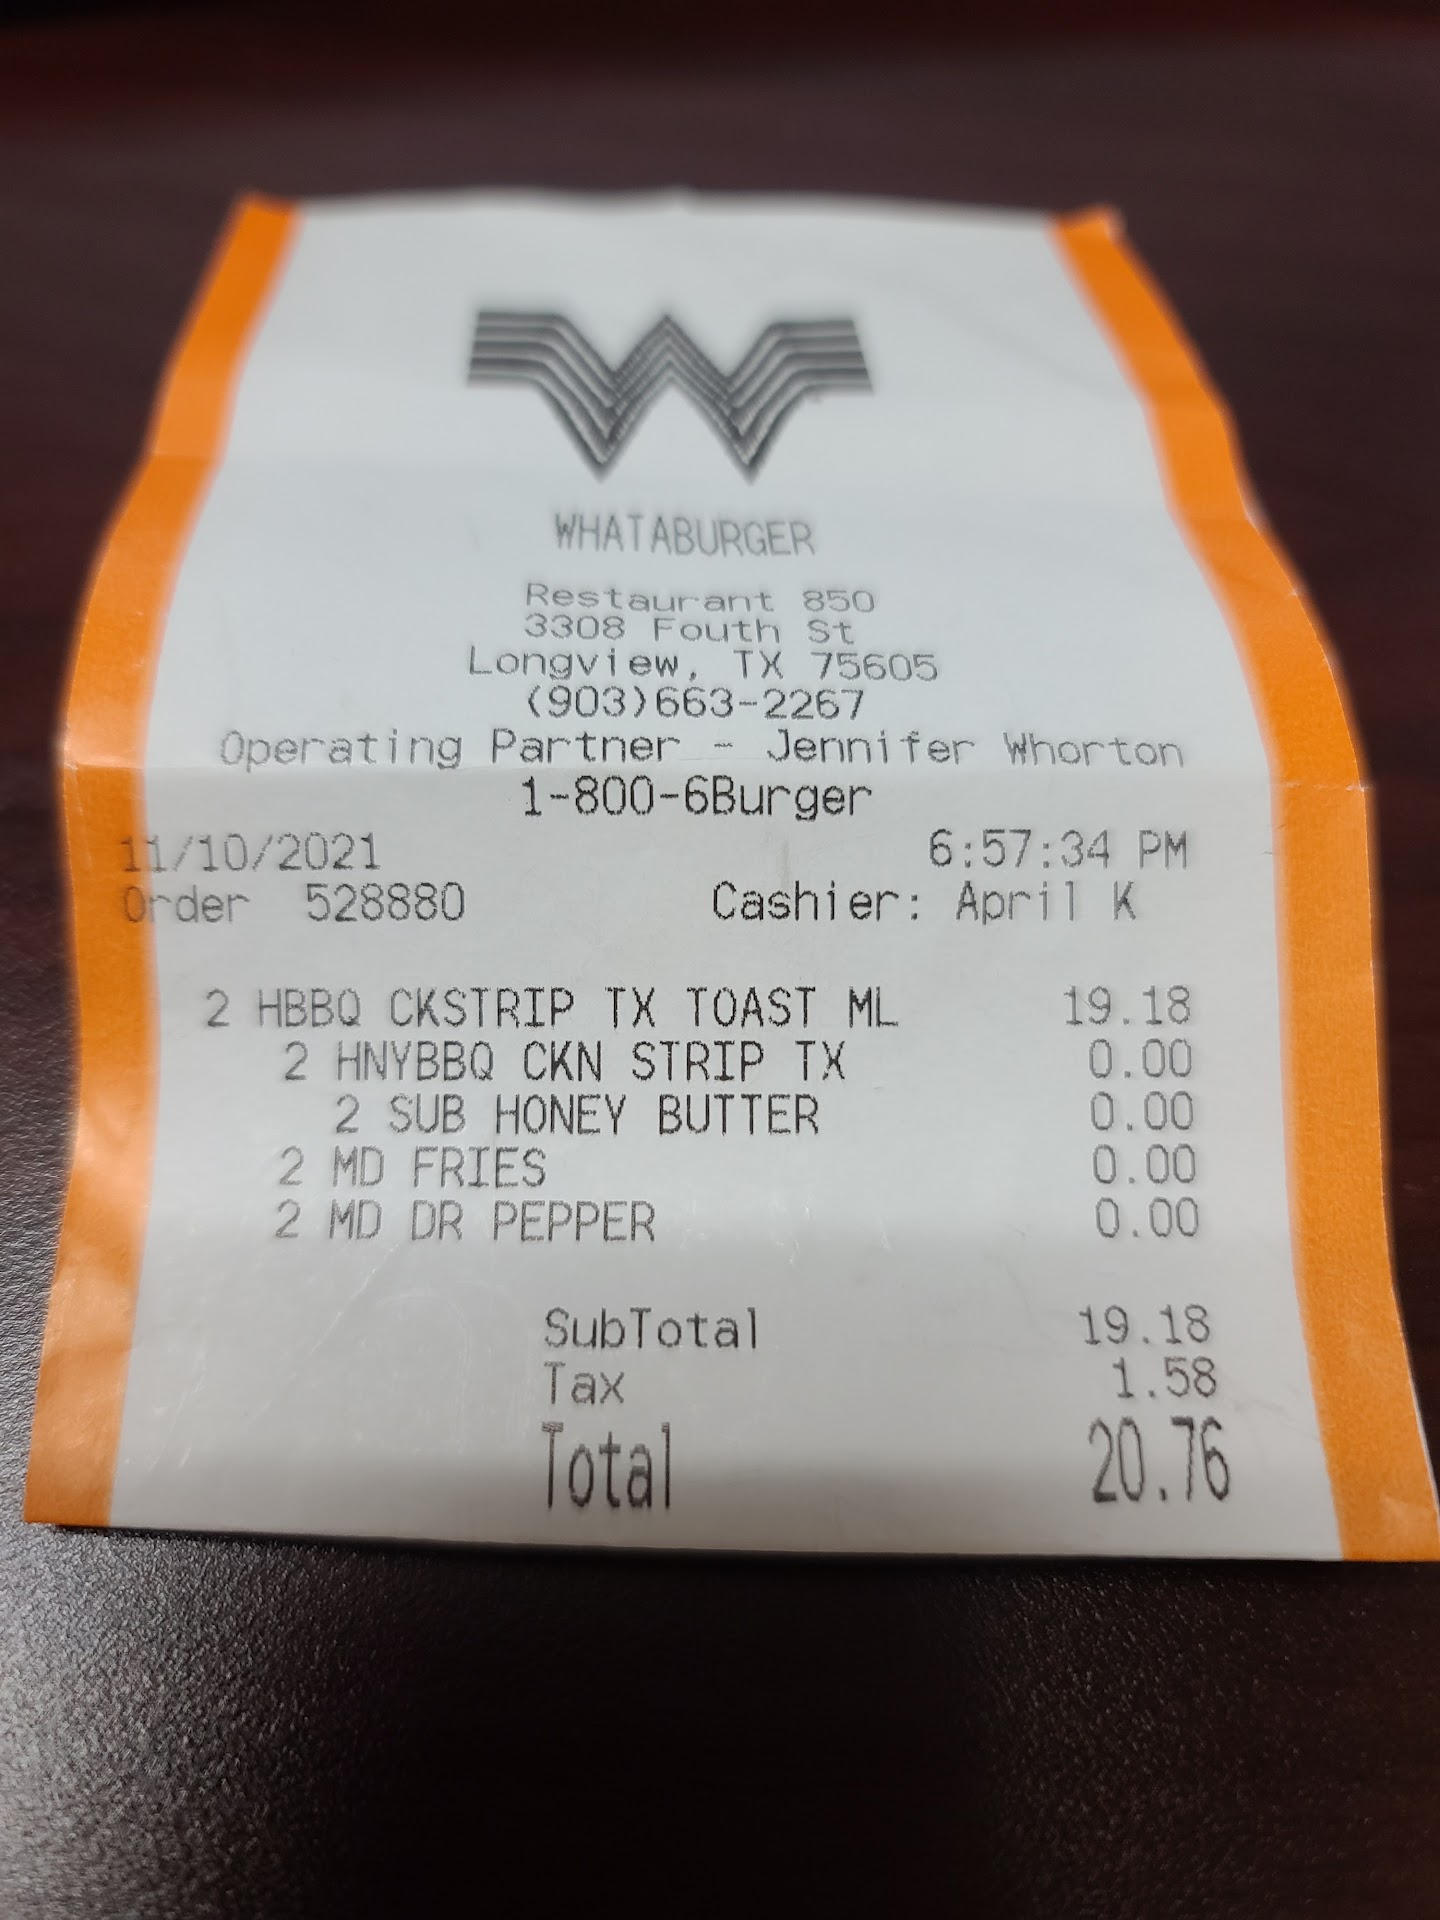 WHATABURGER
Restaurant 850
3308 Fouth St
Longview, TX 75605
(903)663-2267
Operating Partner - Jennifer Whorton
1-800-6Burger
11/10/2021 6:57:34 PM
Order 528880 Cashier: April K
2 HBBQ CKSTRIP TX TOAST ML 19.18
2 HNYBBQ CKN STRIP TX 0.00
2 SUB HONEY BUTTER 0.00
2 MD FRIES 0.00
2 MD DR PEPPER 0.00
SubTotal 19.18
Tax 1.58
Total 20.76